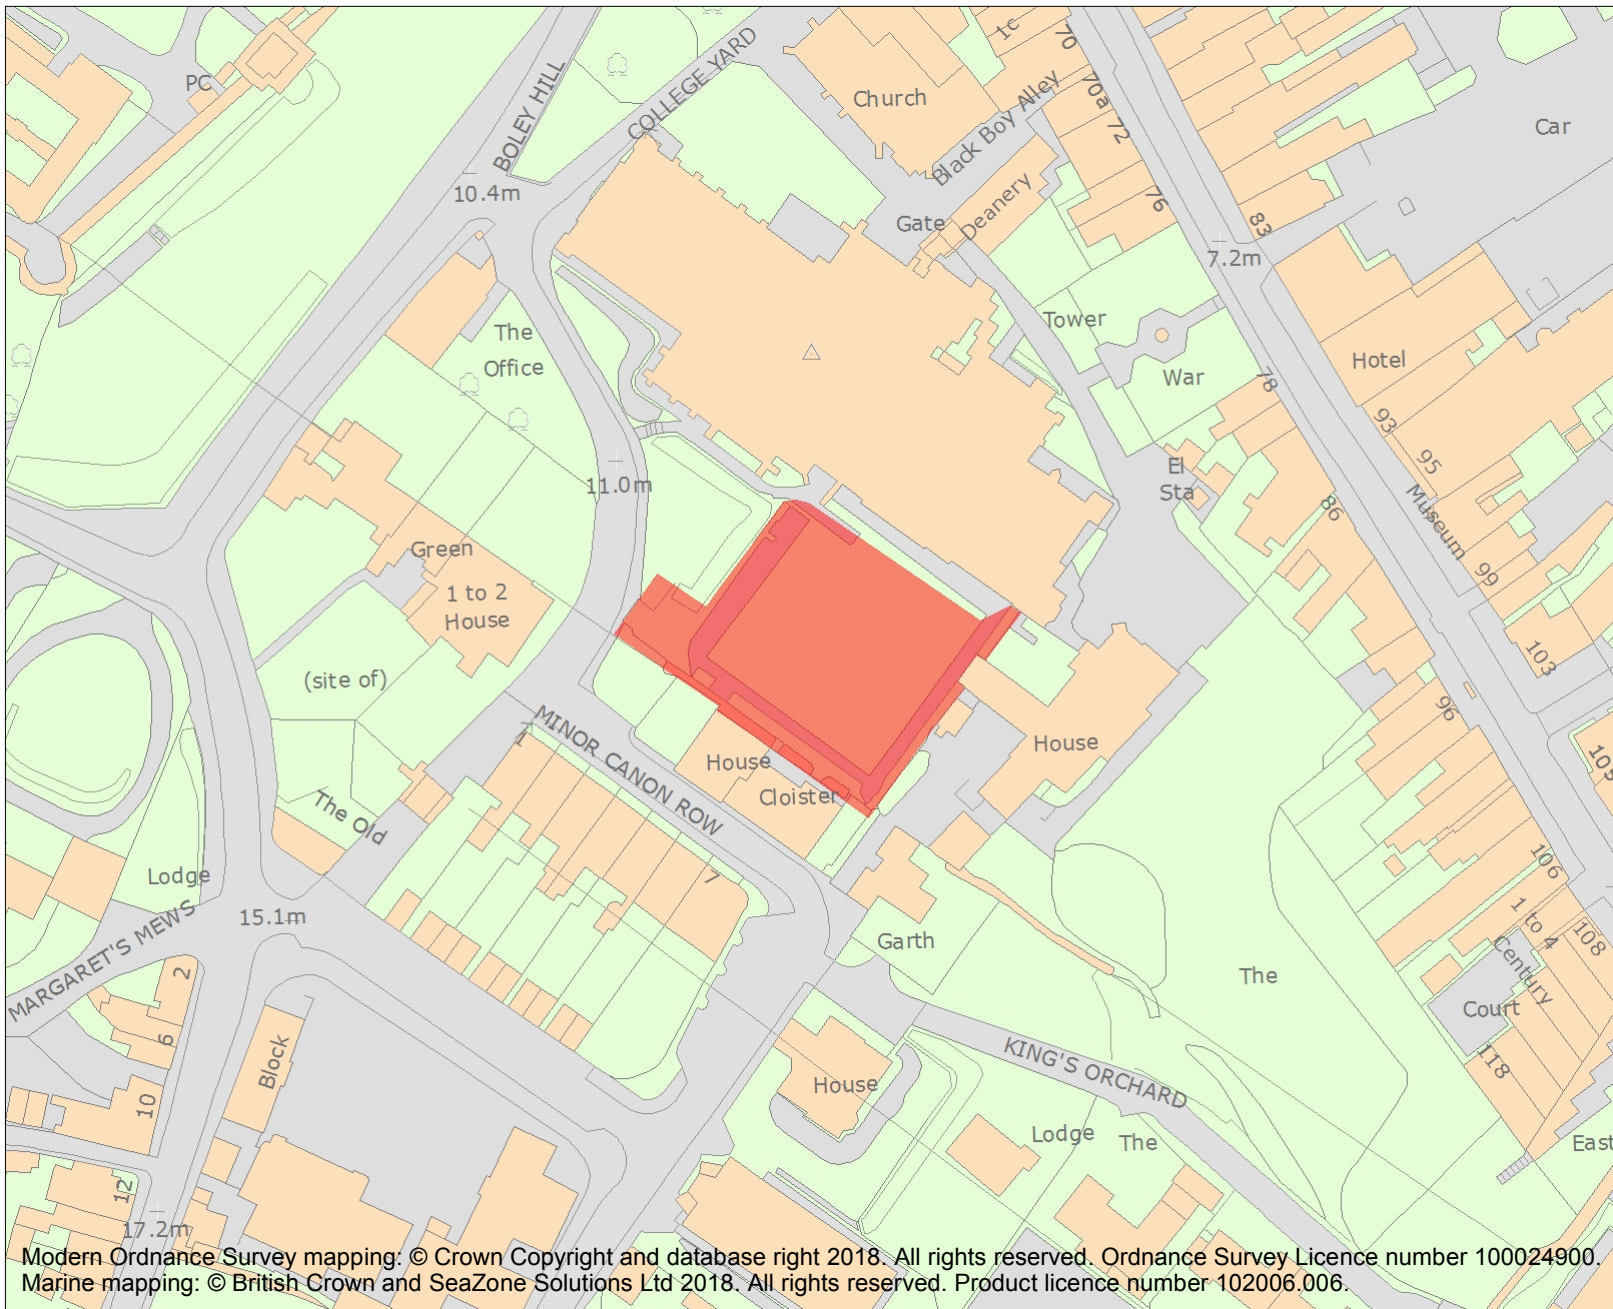 PC
BOLEY HILL
COLLEGE YARD
10.4m
Church
1c
70
70a
72
76
Black Boy Alley
Deanery
Gate
83
7.2m
Car
The
Office
Tower
War
78
Hotel
93
95
Museum
99
103
105
El
Sta
86
96
11.0m
Green
1 to 2
House
(site of)
MINOR CANON ROW
1
7
House
Cloister
House
The Old
Lodge
15.1m
MARGARET'S MEWS
2
6
10
12
17.2m
Block
Garth
The
106
1 to 4
108
Century
Court
118
KING'S ORCHARD
House
Lodge
The
East
Modern Ordnance Survey mapping: © Crown Copyright and database right 2018. All rights reserved. Ordnance Survey Licence number 100024900.
Marine mapping: © British Crown and SeaZone Solutions Ltd 2018. All rights reserved. Product licence number 102006.006.